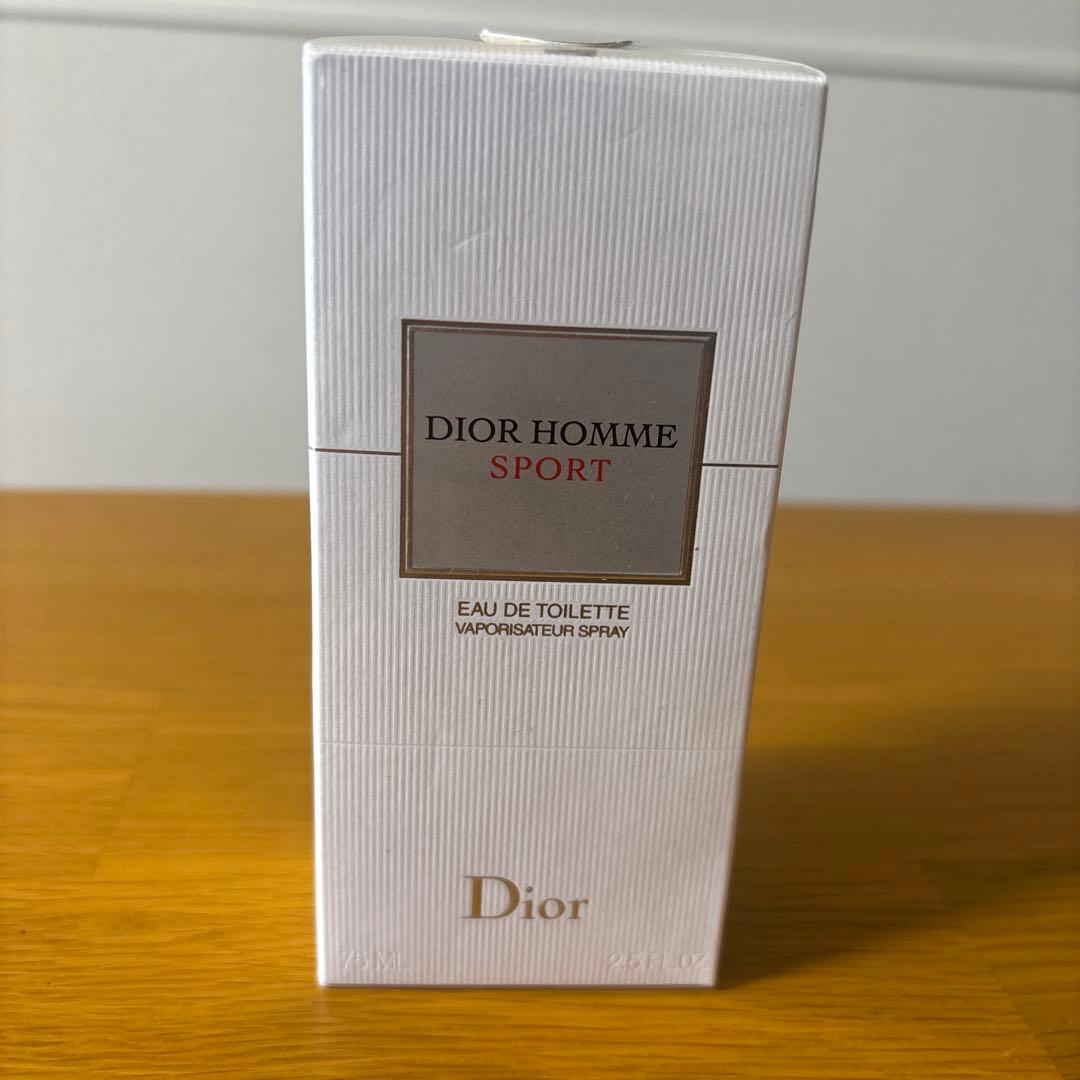 DIOR HOMME
SPORT
EAU DE TOILETTE
VAPORISATEUR SPRAY
Dior
75 ML 2.5 FL.OZ